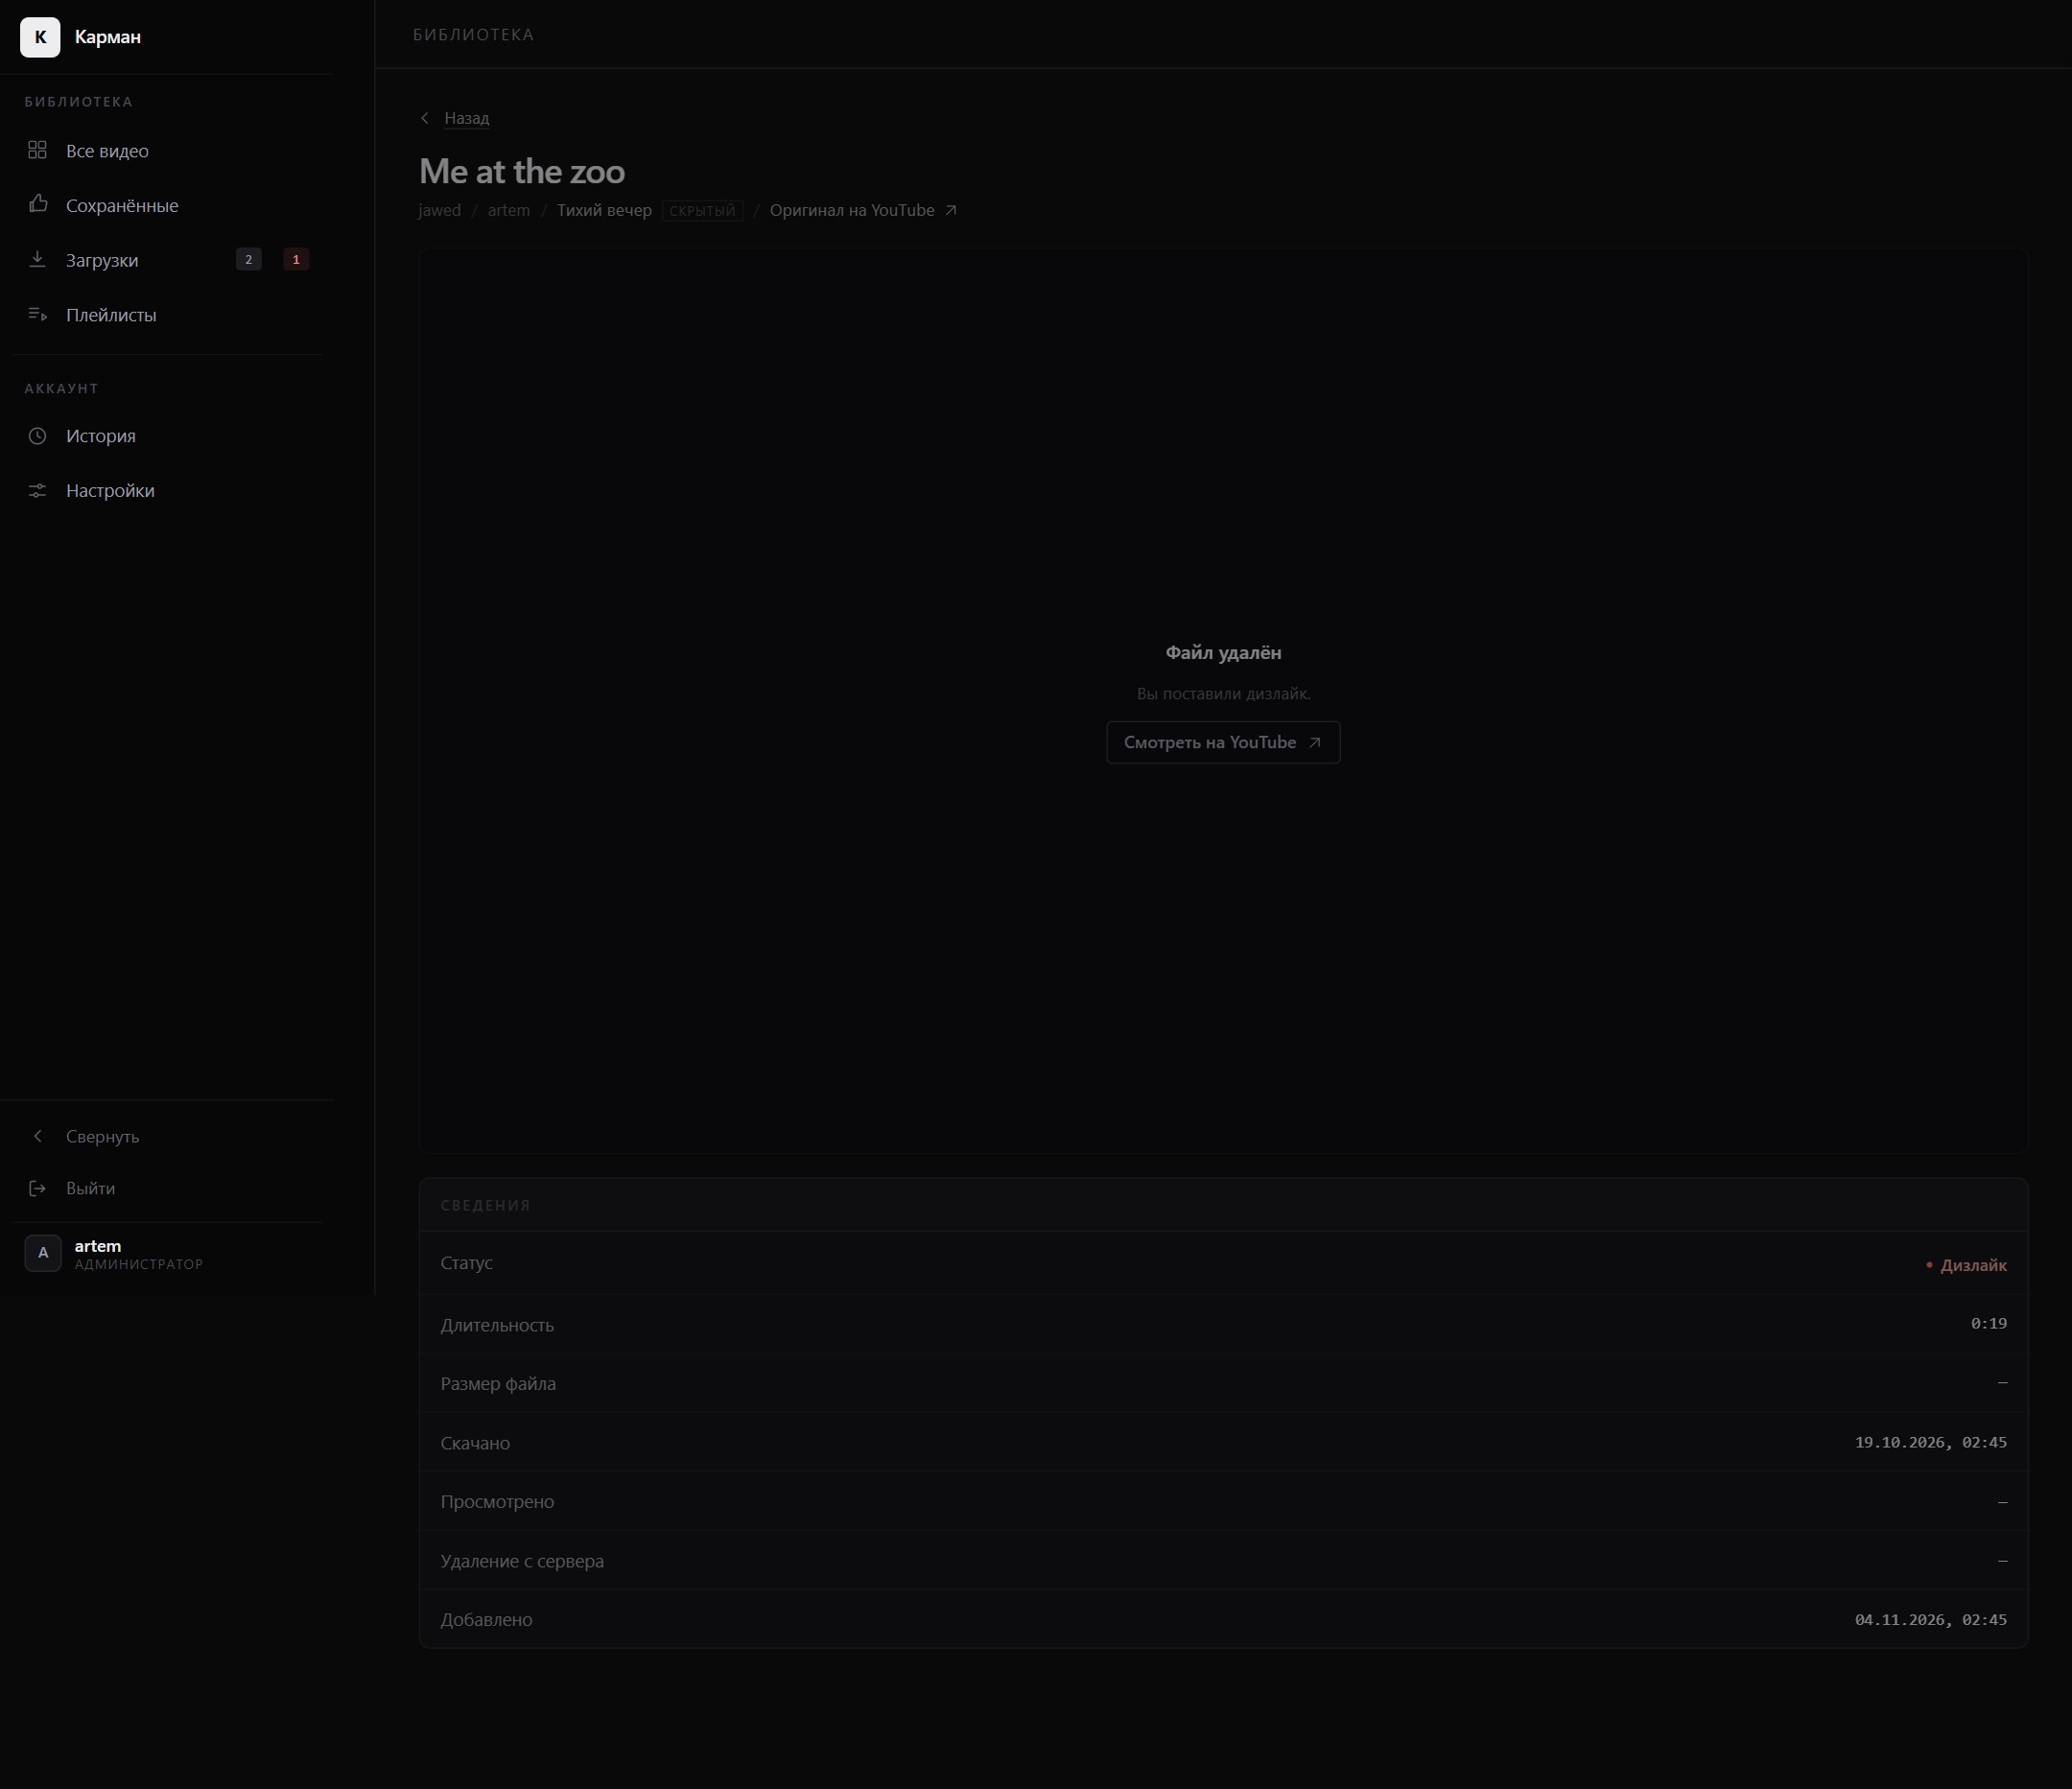 К Карман
БИБЛИОТЕКА
Все видео
Сохранённые
Загрузки 2 1
Плейлисты
АККАУНТ
История
Настройки
Свернуть
Выйти
A artem
АДМИНИСТРАТОР
БИБЛИОТЕКА
Назад
Me at the zoo
jawed / artem / Тихий вечер СКРЫТЫЙ / Оригинал на YouTube
Файл удалён
Вы поставили дизлайк.
Смотреть на YouTube
СВЕДЕНИЯ
Статус • Дизлайк
Длительность 0:19
Размер файла —
Скачано 19.10.2026, 02:45
Просмотрено —
Удаление с сервера —
Добавлено 04.11.2026, 02:45